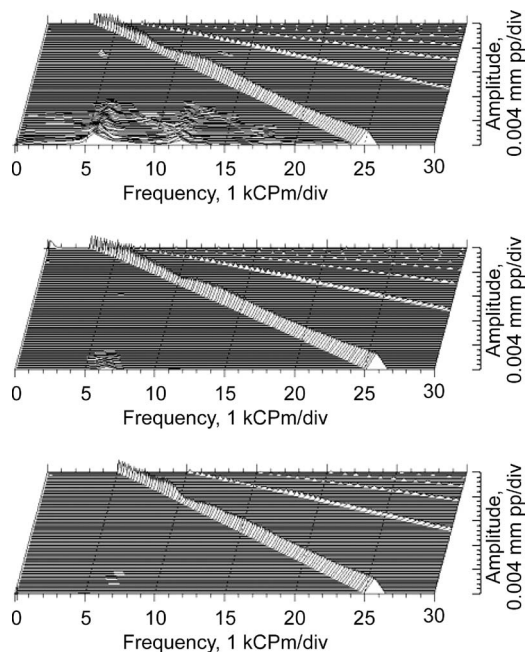 Amplitude,
0.004 mm pp/div
0 5 10 15 20 25 30
Frequency, 1 kCPm/div
Amplitude,
0.004 mm pp/div
0 5 10 15 20 25 30
Frequency, 1 kCPm/div
Amplitude,
0.004 mm pp/div
0 5 10 15 20 25 30
Frequency, 1 kCPm/div